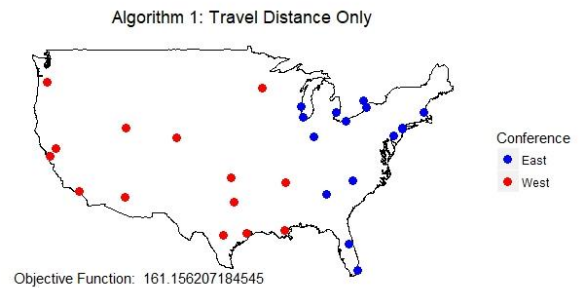 Algorithm 1: Travel Distance Only
Conference
East
West
Objective Function: 161.156207184545